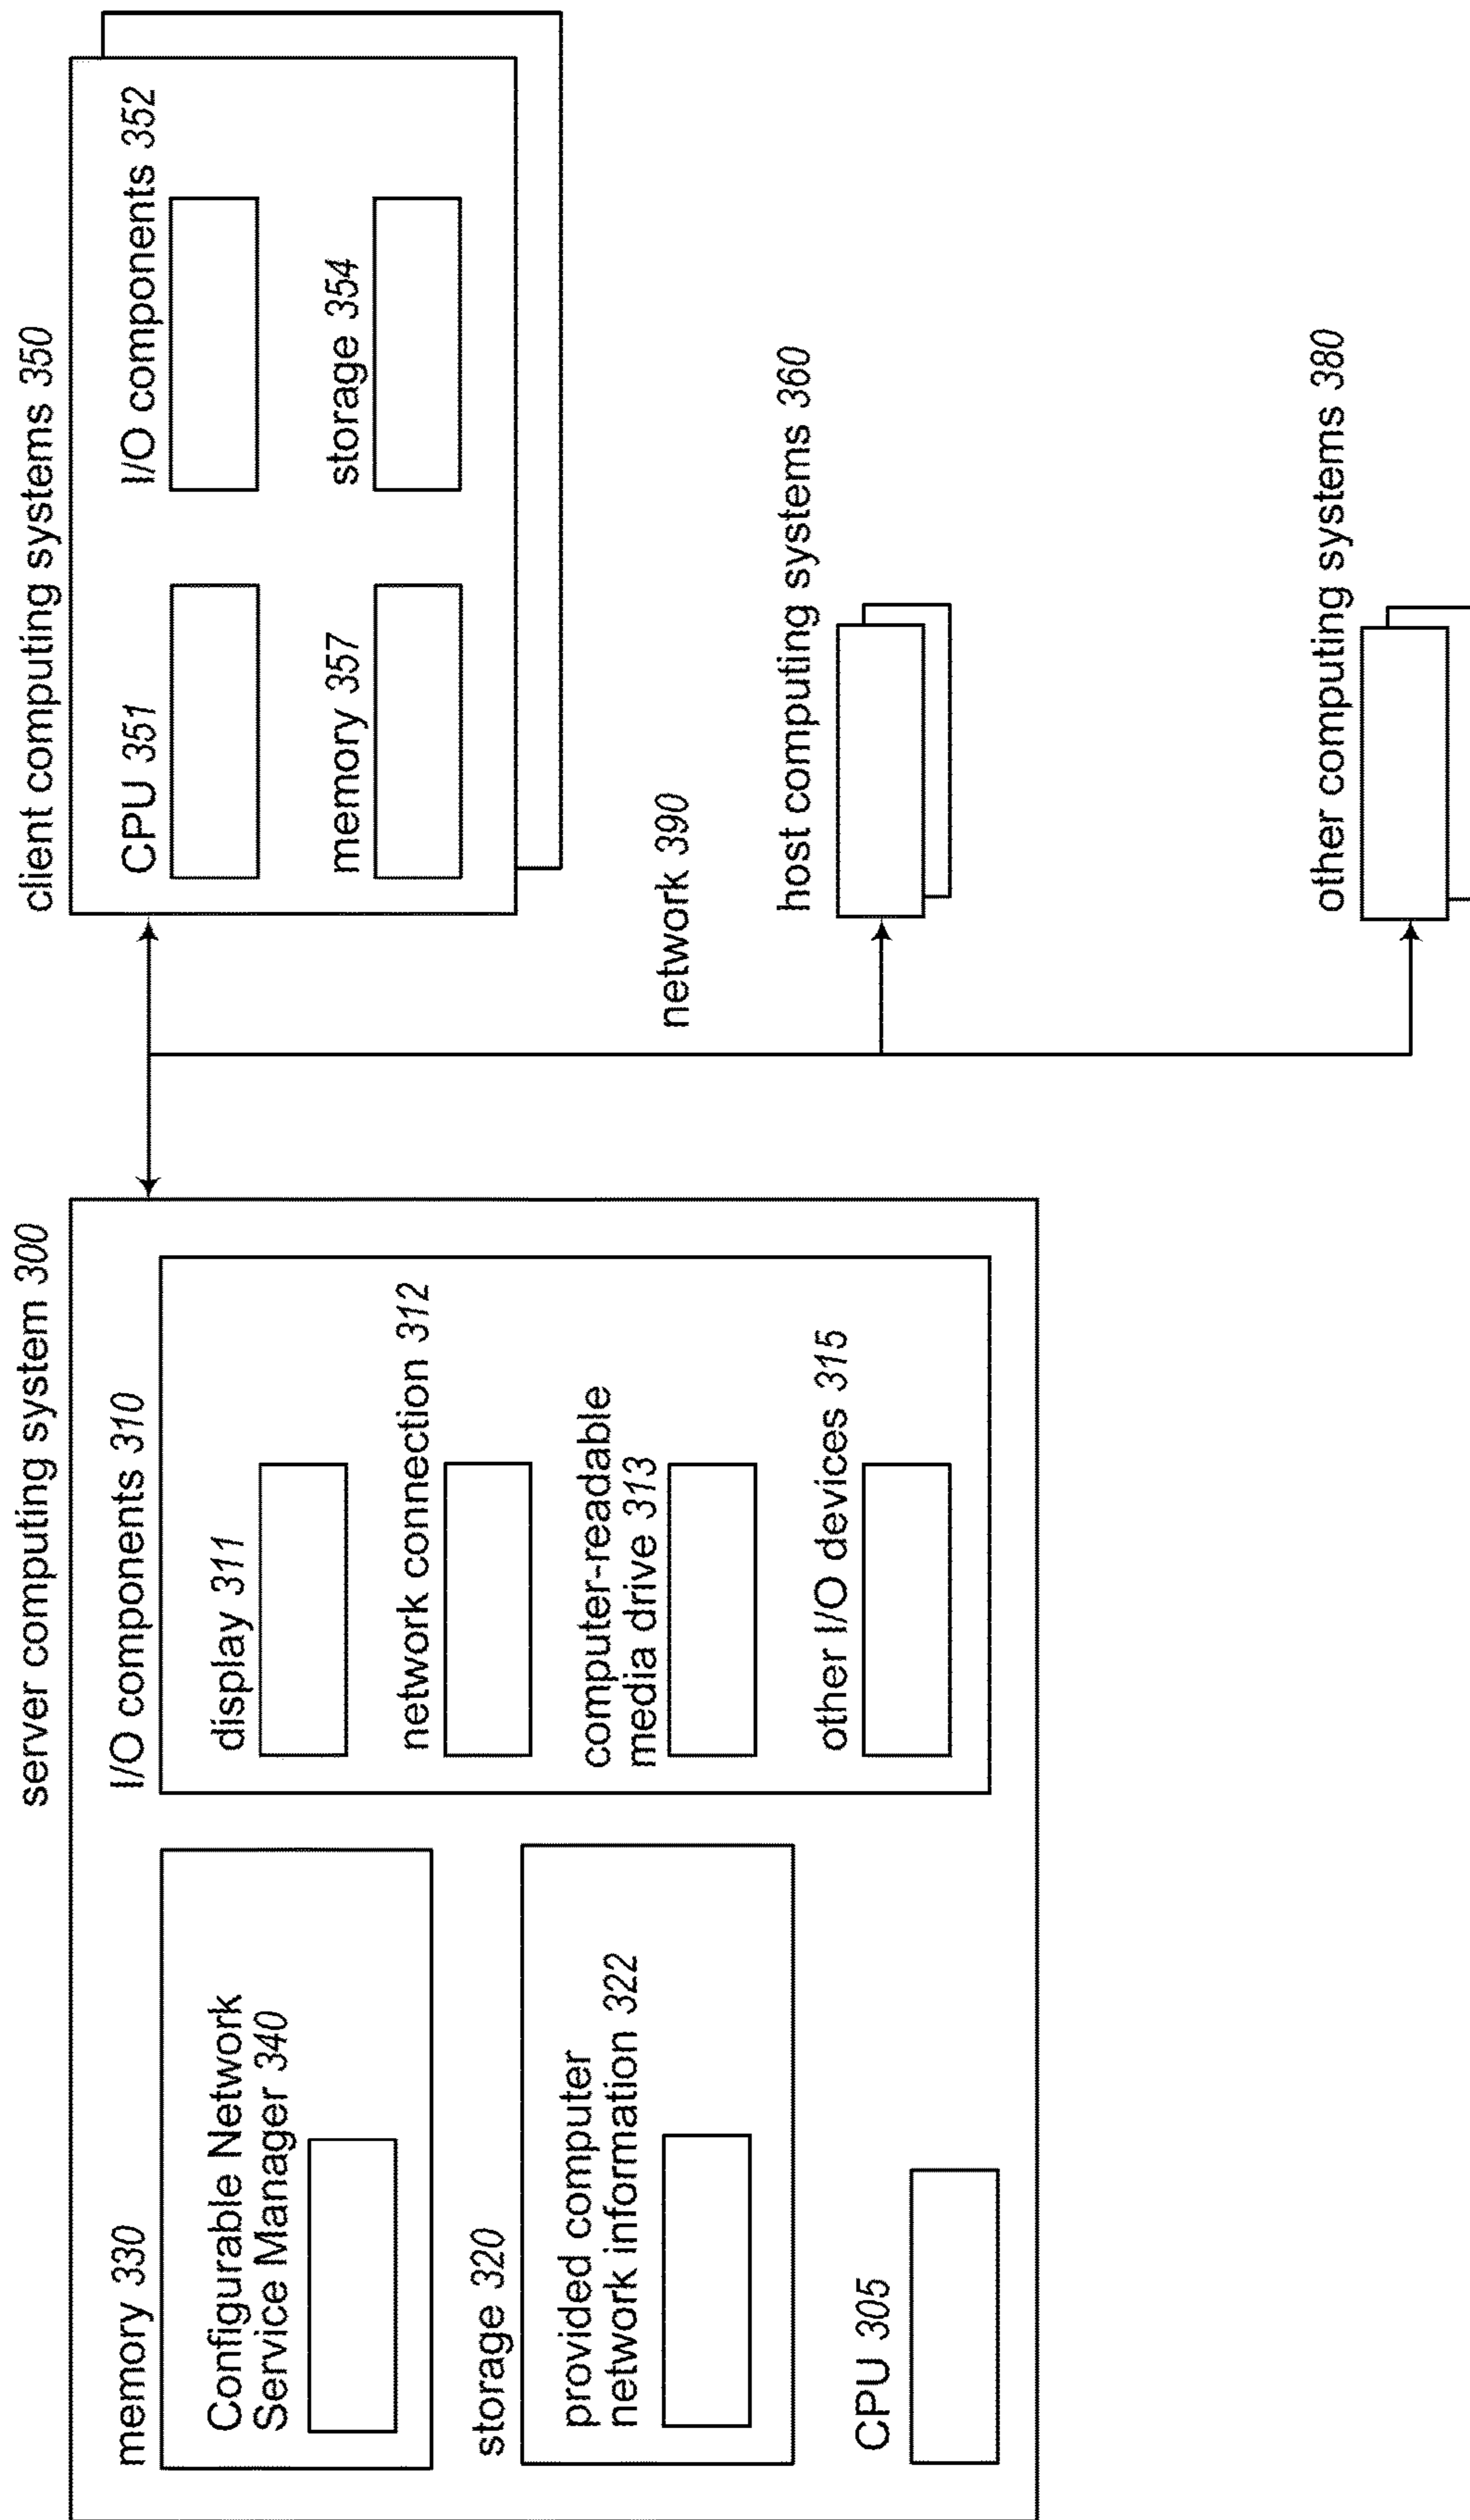 server computing system 300
memory 330
Configurable Network
Service Manager 340
storage 320
provided computer
network information 322
CPU 305
I/O components 310
display 311
network connection 312
computer-readable
media drive 313
other I/O devices 315
client computing systems 350
CPU 351
I/O components 352
memory 357
storage 354
network 390
host computing systems 360
other computing systems 380